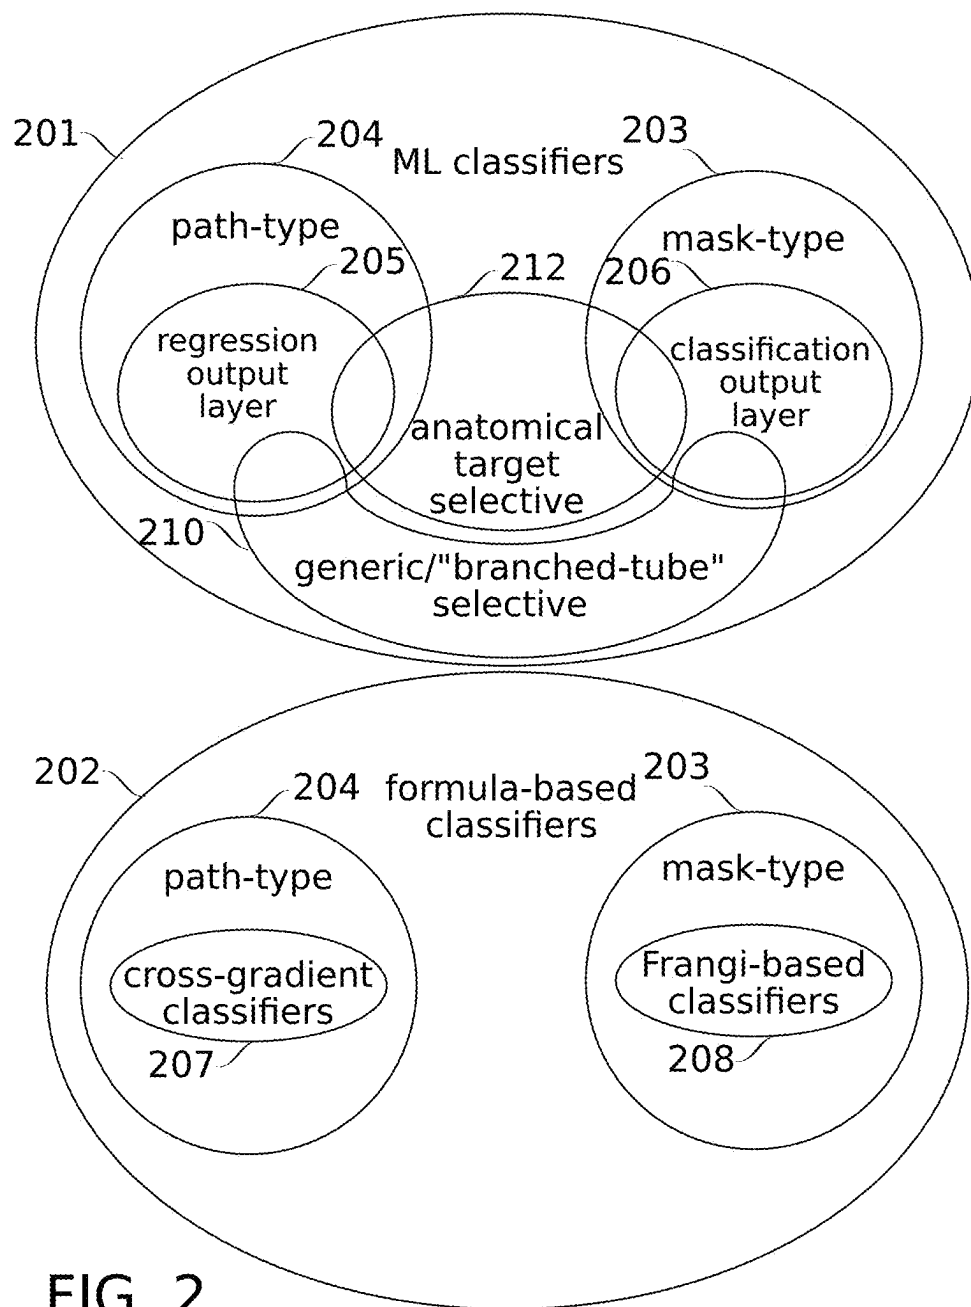 201
204
ML classifiers
203
path-type
205
212
mask-type
206
regression
output
layer
classification
output
layer
anatomical
target
selective
210
generic/"branched-tube"
selective
202
204
formula-based
classifiers
203
path-type
mask-type
cross-gradient
classifiers
Frangi-based
classifiers
207
208
FIG. 2